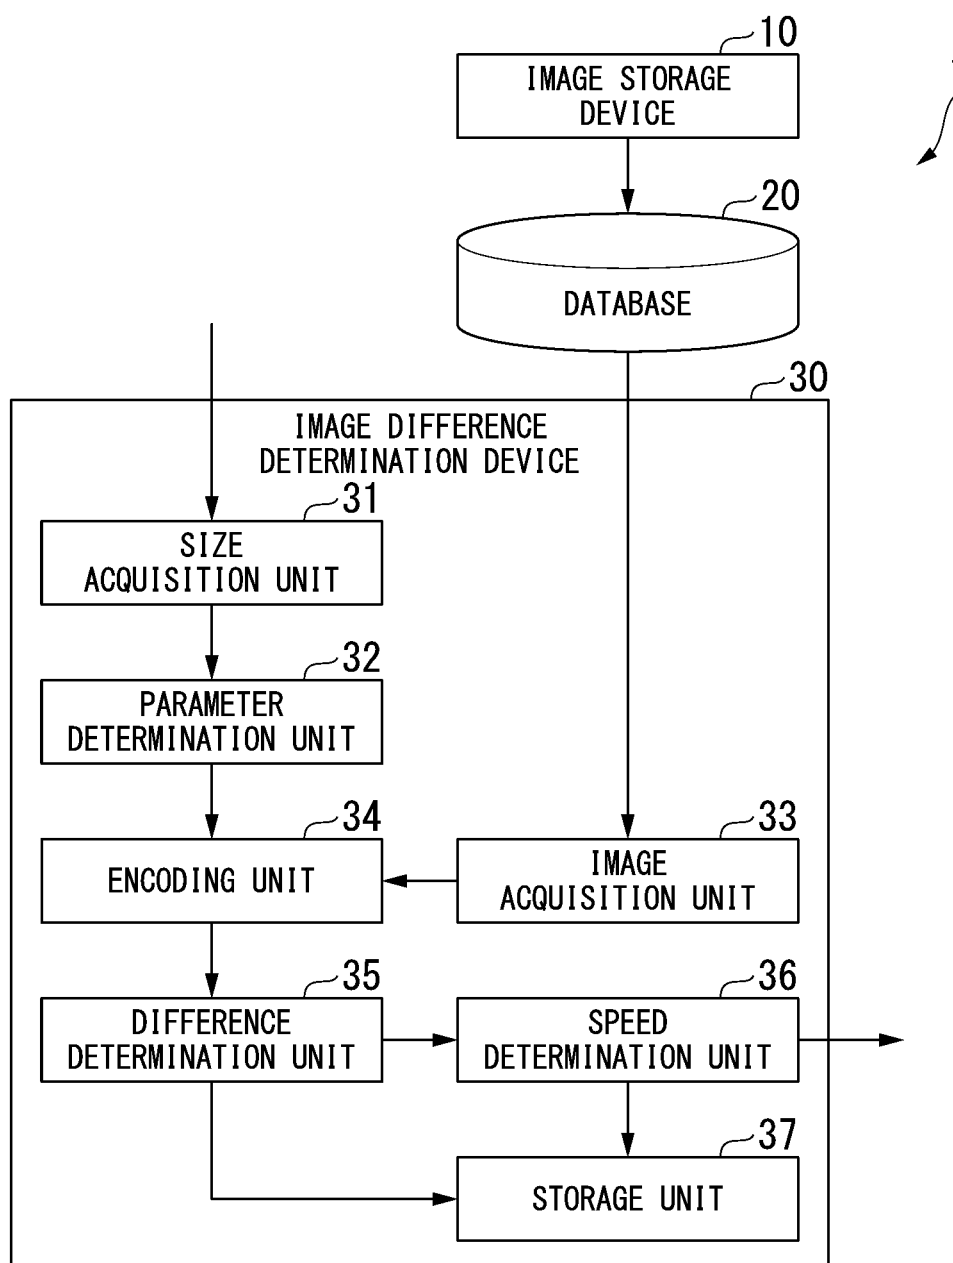 10
IMAGE STORAGE
DEVICE
20
DATABASE
30
IMAGE DIFFERENCE
DETERMINATION DEVICE
31
SIZE
ACQUISITION UNIT
32
PARAMETER
DETERMINATION UNIT
34
ENCODING UNIT
33
IMAGE
ACQUISITION UNIT
35
DIFFERENCE
DETERMINATION UNIT
36
SPEED
DETERMINATION UNIT
37
STORAGE UNIT